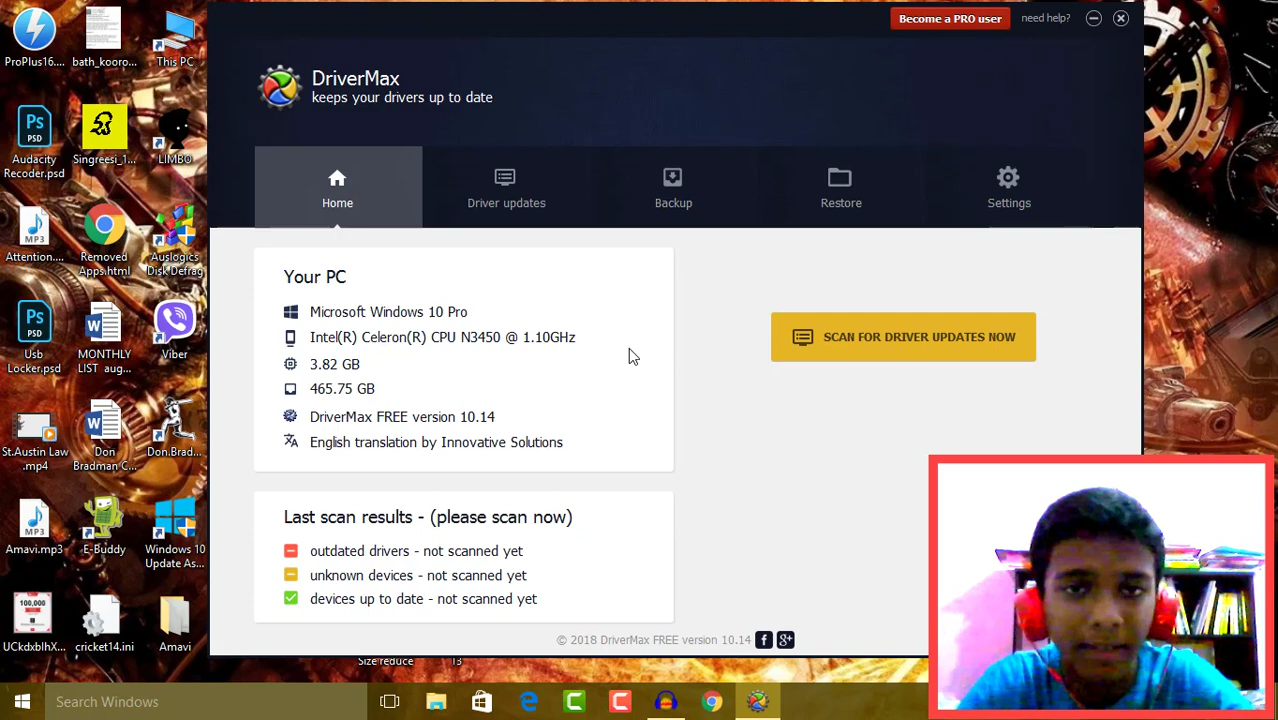 Become a PRO user
need help?
DriverMax
keeps your drivers up to date
Home
Driver updates
Backup
Restore
Settings
Your PC
Microsoft Windows 10 Pro
Intel(R) Celeron(R) CPU N3450 @ 1.10GHz
3.82 GB
465.75 GB
DriverMax FREE version 10.14
English translation by Innovative Solutions
SCAN FOR DRIVER UPDATES NOW
Last scan results - (please scan now)
outdated drivers - not scanned yet
unknown devices - not scanned yet
devices up to date - not scanned yet
© 2018 DriverMax FREE version 10.14
ProPlus16....
bath_kooro...
This PC
Audacity
Recoder.psd
Singreesi_1...
LIMBO
Attention....
Removed
Apps.html
Auslogics
Disk Defrag
Usb
Locker.psd
MONTHLY
LIST aug...
Viber
St.Austin Law
.mp4
Don
Bradman C...
Don.Brad...
Amavi.mp3
E-Buddy
Windows 10
Update As...
UCkdxblhX...
cricket14.ini
Amavi
Size reduce
13
Search Windows